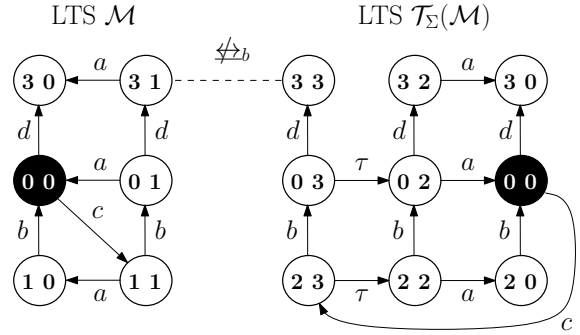 LTS 𝓜 LTS 𝒯_Σ(𝓜)
3 0 a 3 1 ↮_b 3 3 3 2 a 3 0
d d d d d
0 0 a 0 1 0 3 τ 0 2 a 0 0
c
b b b b b
1 0 a 1 1 2 3 τ 2 2 a 2 0
c